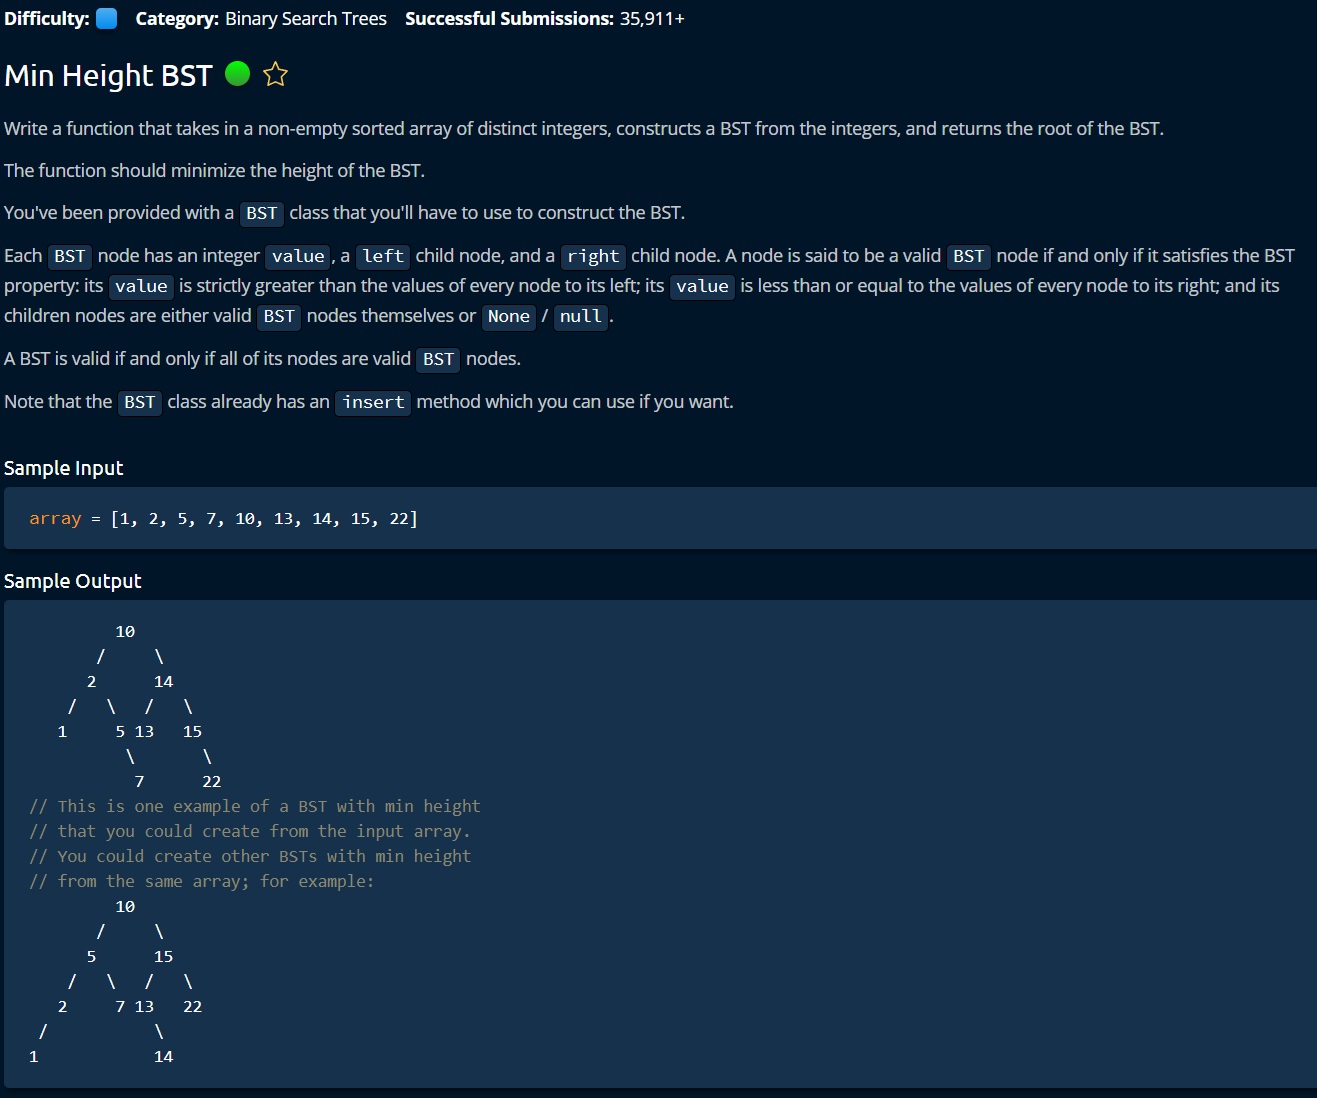 Difficulty: Category: Binary Search Trees Successful Submissions: 35,911+
Min Height BST
Write a function that takes in a non-empty sorted array of distinct integers, constructs a BST from the integers, and returns the root of the BST.
The function should minimize the height of the BST.
You've been provided with a BST class that you'll have to use to construct the BST.
Each BST node has an integer value, a left child node, and a right child node. A node is said to be a valid BST node if and only if it satisfies the BST
property: its value is strictly greater than the values of every node to its left; its value is less than or equal to the values of every node to its right; and its
children nodes are either valid BST nodes themselves or None / null.
A BST is valid if and only if all of its nodes are valid BST nodes.
Note that the BST class already has an insert method which you can use if you want.
Sample Input
array = [1, 2, 5, 7, 10, 13, 14, 15, 22]
Sample Output
         10
       /     \
      2      14
    /   \   /   \
   1     5 13   15
          \       \
           7      22
// This is one example of a BST with min height
// that you could create from the input array.
// You could create other BSTs with min height
// from the same array; for example:
         10
       /     \
      5      15
    /   \   /   \
   2     7 13   22
 /           \
1            14